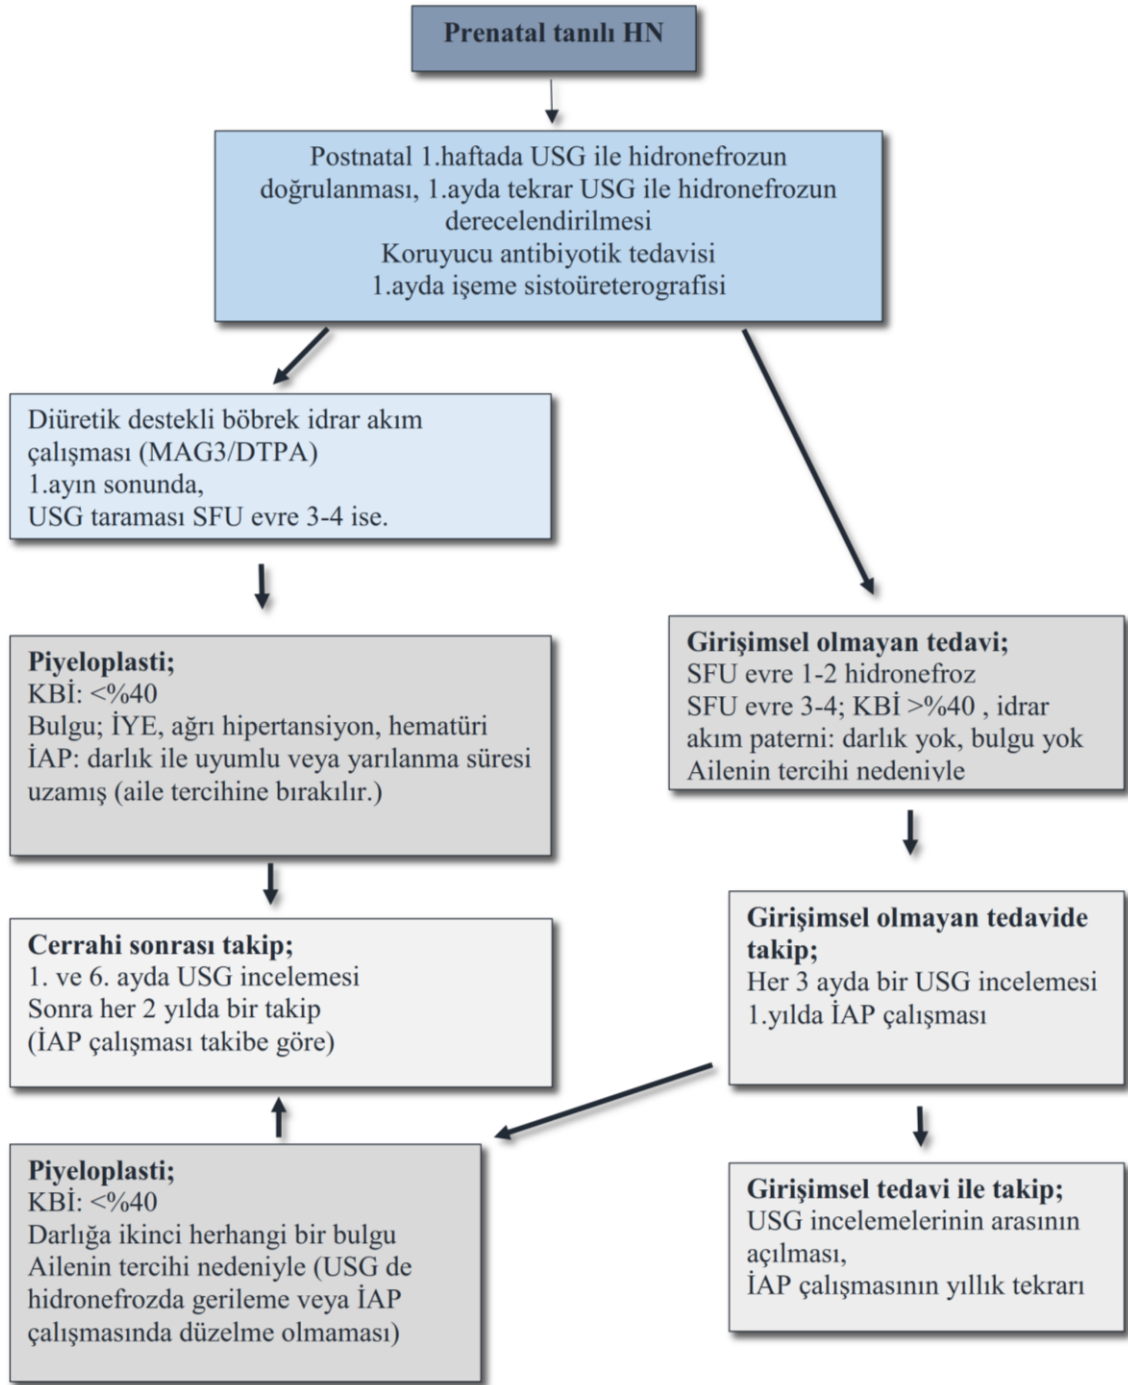 Prenatal tanılı HN
Postnatal 1.haftada USG ile hidronefrozun
doğrulanması, 1.ayda tekrar USG ile hidronefrozun
derecelendirilmesi
Koruyucu antibiyotik tedavisi
1.ayda işeme sistoüreterografisi
Diüretik destekli böbrek idrar akım
çalışması (MAG3/DTPA)
1.ayın sonunda,
USG taraması SFU evre 3-4 ise.
Piyeloplasti;
KBİ: <%40
Bulgu; İYE, ağrı hipertansiyon, hematüri
İAP: darlık ile uyumlu veya yarılanma süresi
uzamış (aile tercihine bırakılır.)
Girişimsel olmayan tedavi;
SFU evre 1-2 hidronefroz
SFU evre 3-4; KBİ >%40 , idrar
akım paterni: darlık yok, bulgu yok
Ailenin tercihi nedeniyle
Cerrahi sonrası takip;
1. ve 6. ayda USG incelemesi
Sonra her 2 yılda bir takip
(İAP çalışması takibe göre)
Girişimsel olmayan tedavide
takip;
Her 3 ayda bir USG incelemesi
1.yılda İAP çalışması
Piyeloplasti;
KBİ: <%40
Darlığa ikinci herhangi bir bulgu
Ailenin tercihi nedeniyle (USG de
hidronefrozda gerileme veya İAP
çalışmasında düzelme olmaması)
Girişimsel tedavi ile takip;
USG incelemelerinin arasının
açılması,
İAP çalışmasının yıllık tekrarı